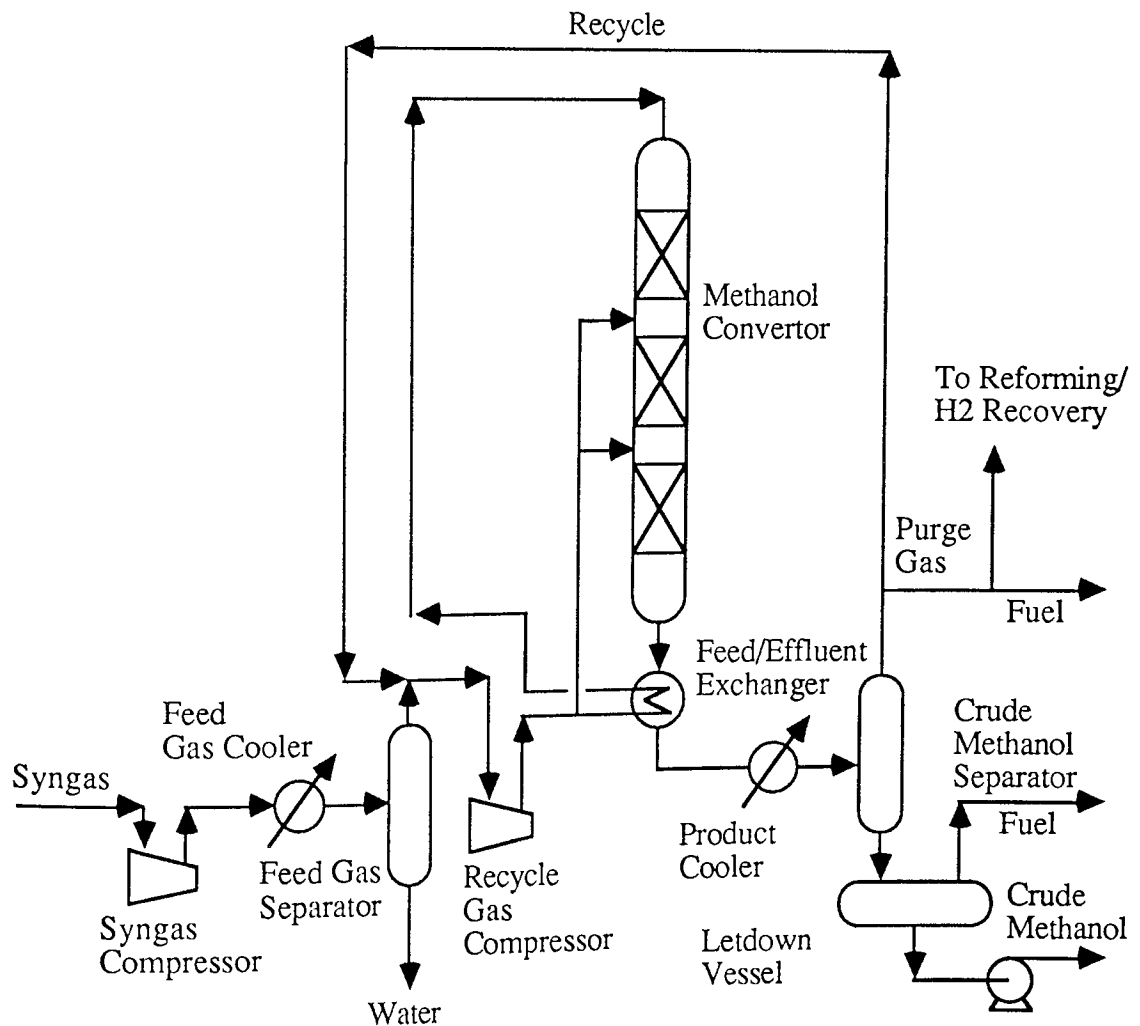 Recycle
Methanol
Convertor
To Reforming/
H2 Recovery
Purge
Gas
Fuel
Feed/Effluent
Exchanger
Crude
Methanol
Separator
Fuel
Feed
Gas Cooler
Syngas
Product
Cooler
Feed Gas
Separator
Recycle
Gas
Compressor
Syngas
Compressor
Crude
Methanol
Letdown
Vessel
Water